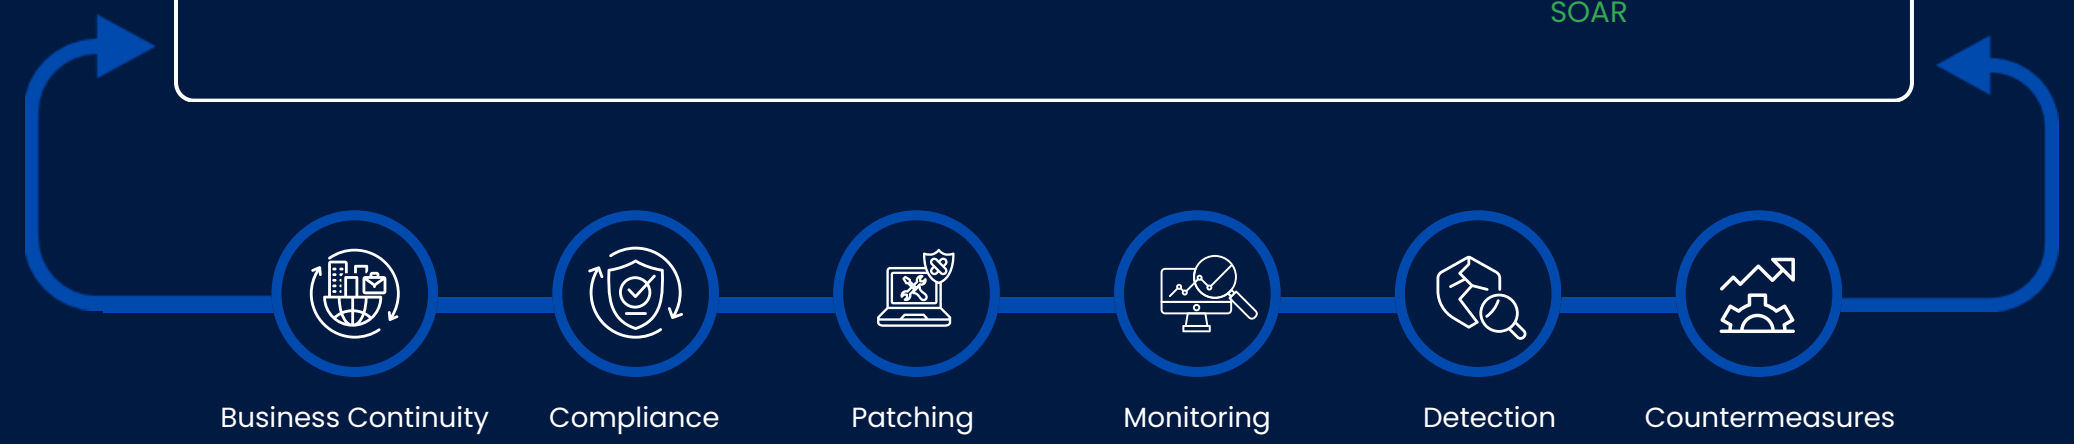 SOAR
Business Continuity
Compliance
Patching
Monitoring
Detection
Countermeasures